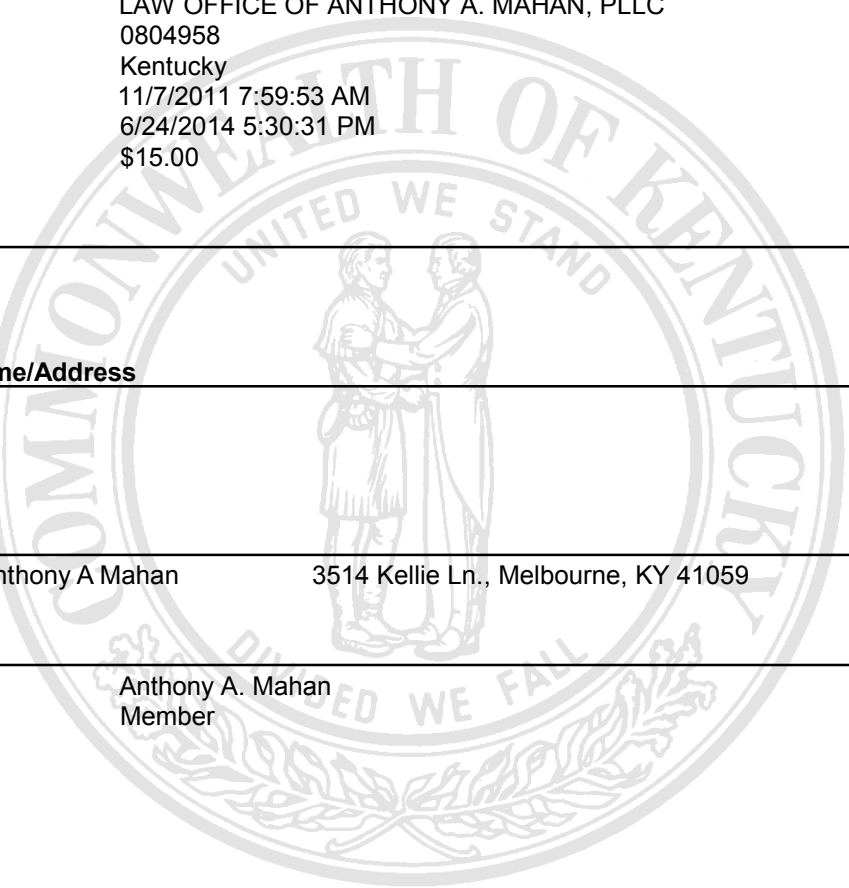 LAW OFFICE OF ANTHONY A. MAHAN, PLLC
0804958
Kentucky
11/7/2011 7:59:53 AM
6/24/2014 5:30:31 PM
$15.00
COMMONWEALTH OF KENTUCKY
UNITED WE STAND
me/Address
nthony A Mahan 3514 Kellie Ln., Melbourne, KY 41059
DIVIDED WE FALL
Anthony A. Mahan
Member